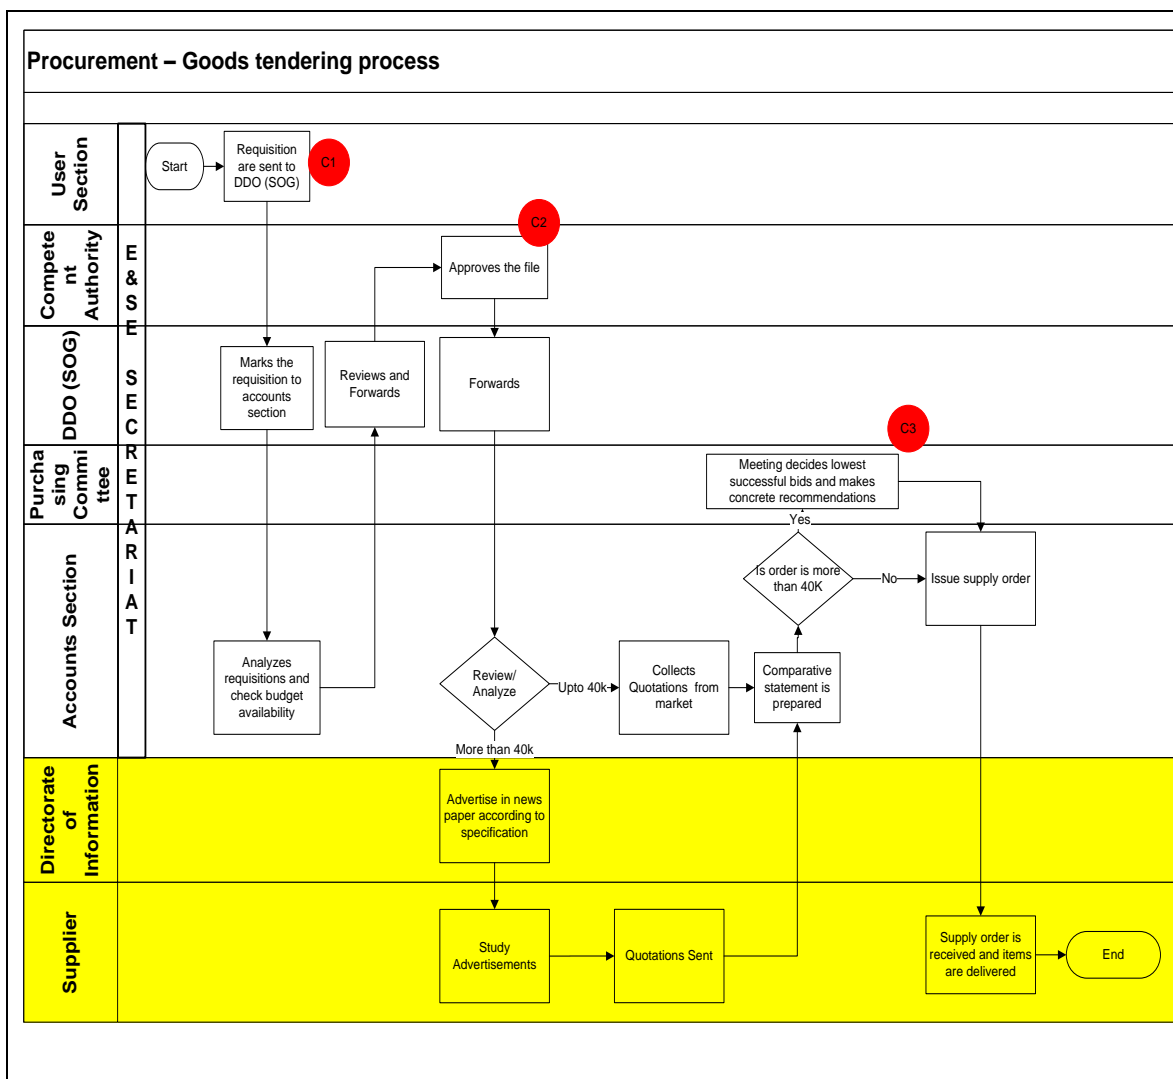 Procurement – Goods tendering process
User
Section
Start
Requisition
are sent to
DDO (SOG)
C1
Compete
nt
Authority
C2
Approves the file
E
&
S
E
S
E
C
R
E
T
A
R
I
A
T
DDO (SOG)
Marks the
requisition to
accounts
section
Reviews and
Forwards
Forwards
C3
Purcha
sing
Commi
ttee
Meeting decides lowest
successful bids and makes
concrete recommendations
Yes
Accounts Section
Is order is more
than 40K
No
Issue supply order
Analyzes
requisitions and
check budget
availability
Review/
Analyze
Upto 40k
Collects
Quotations from
market
Comparative
statement is
prepared
More than 40k
Directorate
of
Information
Advertise in news
paper according to
specification
Supplier
Study
Advertisements
Quotations Sent
Supply order is
received and items
are delivered
End